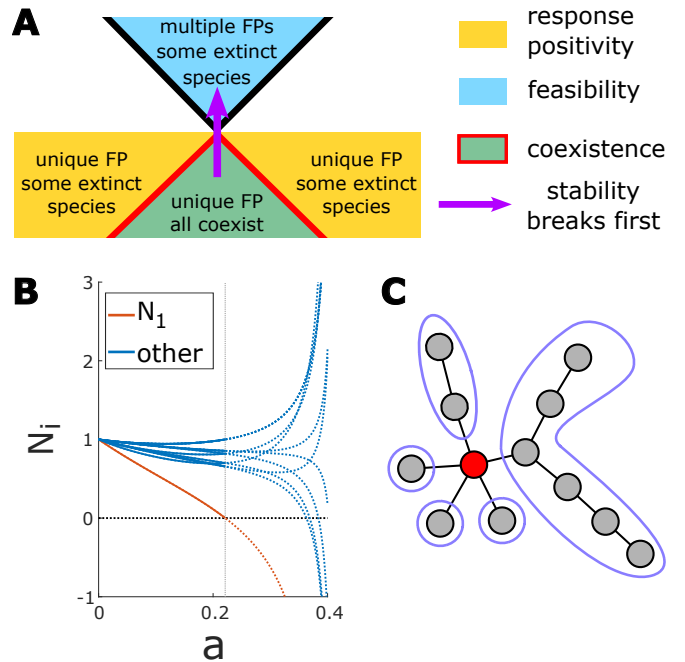 A
multiple FPs
some extinct
species
unique FP
some extinct
species
unique FP
all coexist
unique FP
some extinct
species
response
positivity
feasibility
coexistence
stability
breaks first
B
N1
other
Ni
3
2
1
0
-1
0
0.2
0.4
a
C